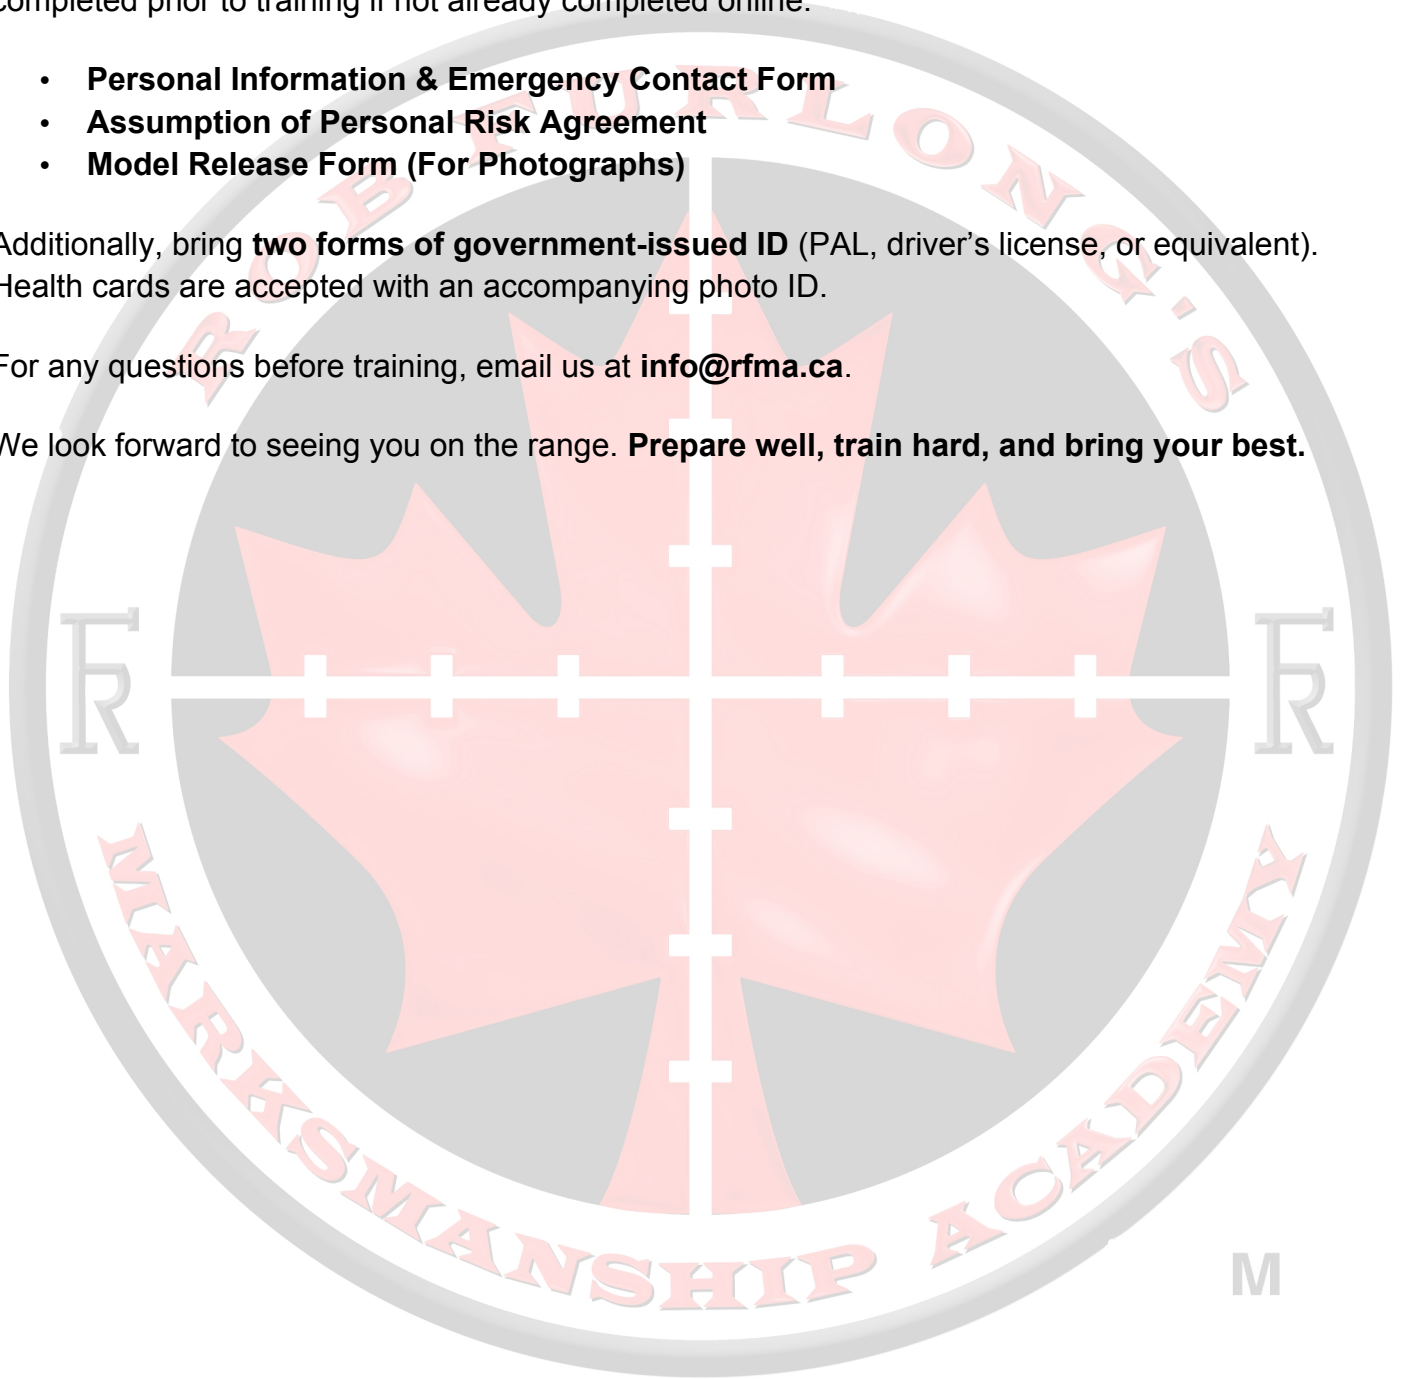 completed prior to training if not already completed online:
• Personal Information & Emergency Contact Form
• Assumption of Personal Risk Agreement
• Model Release Form (For Photographs)
Additionally, bring two forms of government-issued ID (PAL, driver’s license, or equivalent).
Health cards are accepted with an accompanying photo ID.
For any questions before training, email us at info@rfma.ca.
We look forward to seeing you on the range. Prepare well, train hard, and bring your best.
ROB FURLONG'S
FR
FR
MARKSMANSHIP ACADEMY
M